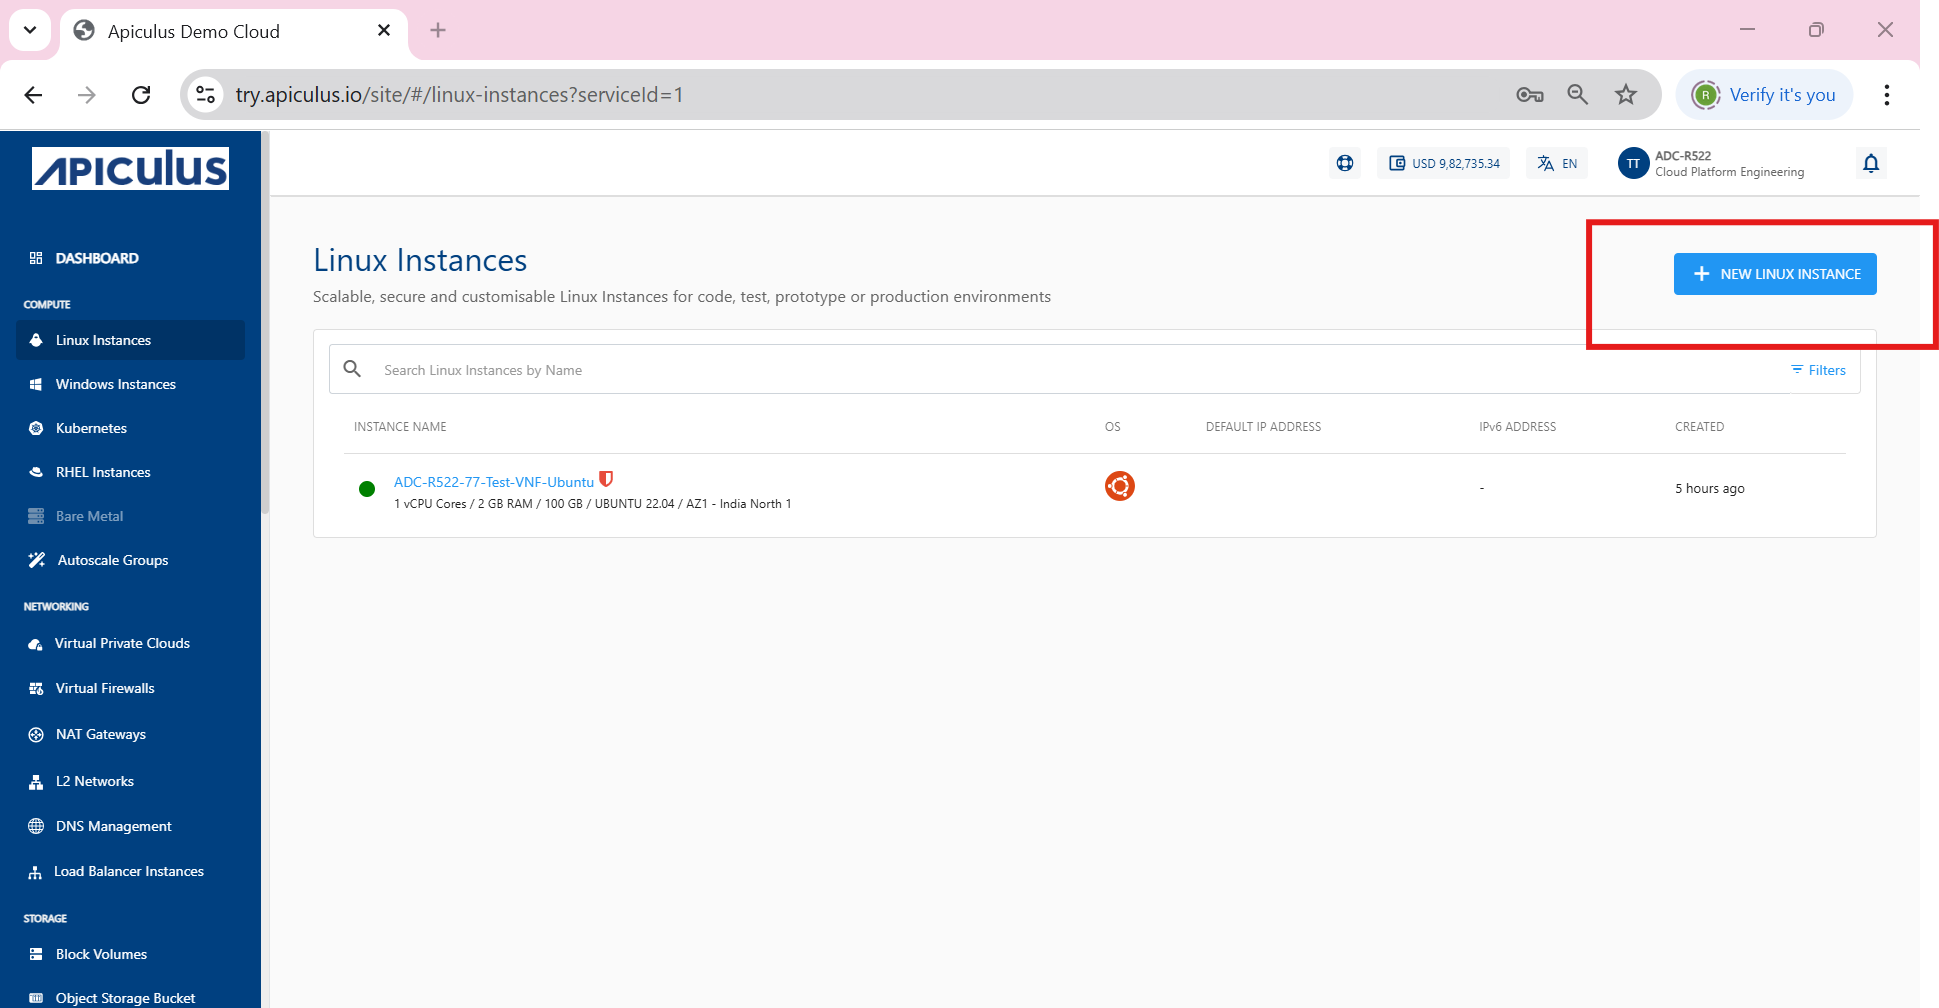 Apiculus Demo Cloud
try.apiculus.io/site/#/linux-instances?serviceId=1
R
Verify it's you
APICULUS
USD 9,82,735.34
EN
TT
ADC-R522
Cloud Platform Engineering
DASHBOARD
COMPUTE
Linux Instances
Windows Instances
Kubernetes
RHEL Instances
Bare Metal
Autoscale Groups
NETWORKING
Virtual Private Clouds
Virtual Firewalls
NAT Gateways
L2 Networks
DNS Management
Load Balancer Instances
STORAGE
Block Volumes
Object Storage Bucket
Linux Instances
Scalable, secure and customisable Linux Instances for code, test, prototype or production environments
NEW LINUX INSTANCE
Search Linux Instances by Name
Filters
INSTANCE NAME OS DEFAULT IP ADDRESS IPv6 ADDRESS CREATED
ADC-R522-77-Test-VNF-Ubuntu
1 vCPU Cores / 2 GB RAM / 100 GB / UBUNTU 22.04 / AZ1 - India North 1
-
5 hours ago